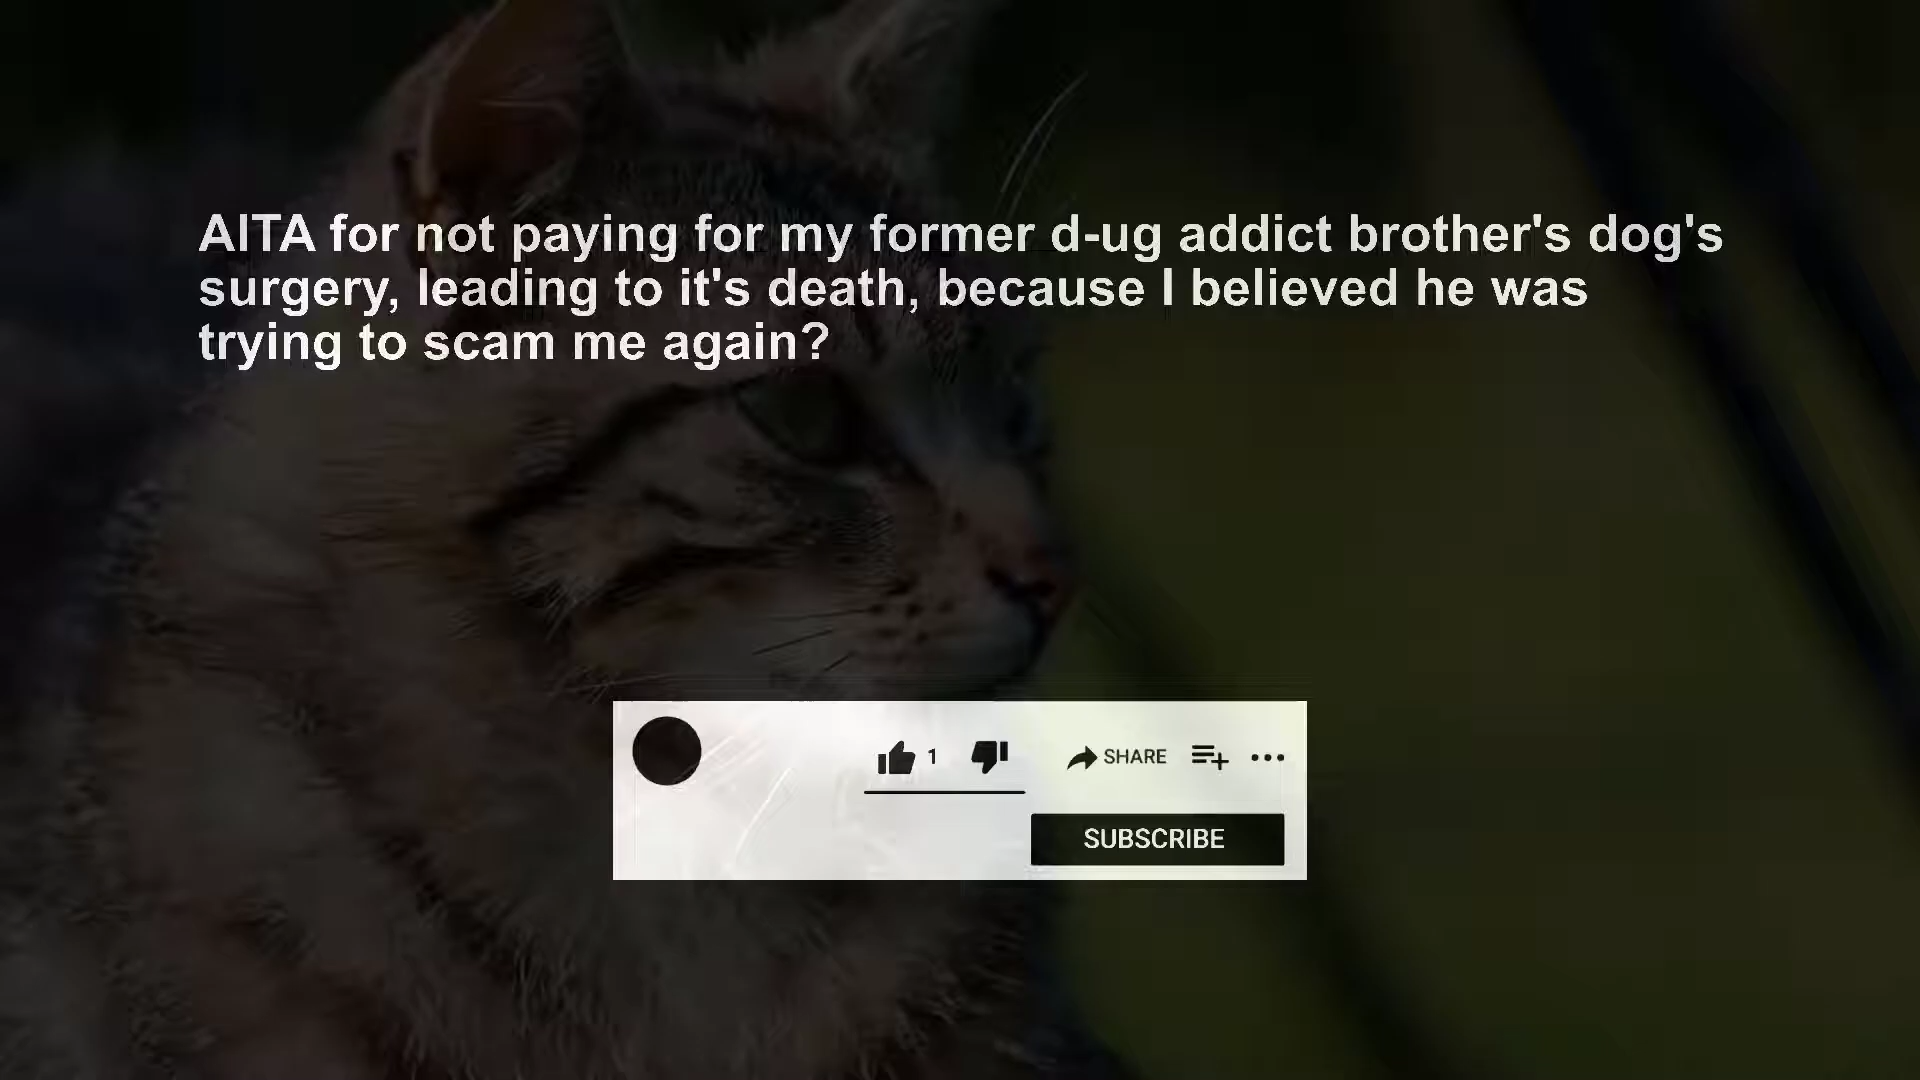 AITA for not paying for my former d-ug addict brother's dog's
surgery, leading to it's death, because I believed he was
trying to scam me again?
1
SHARE
SUBSCRIBE